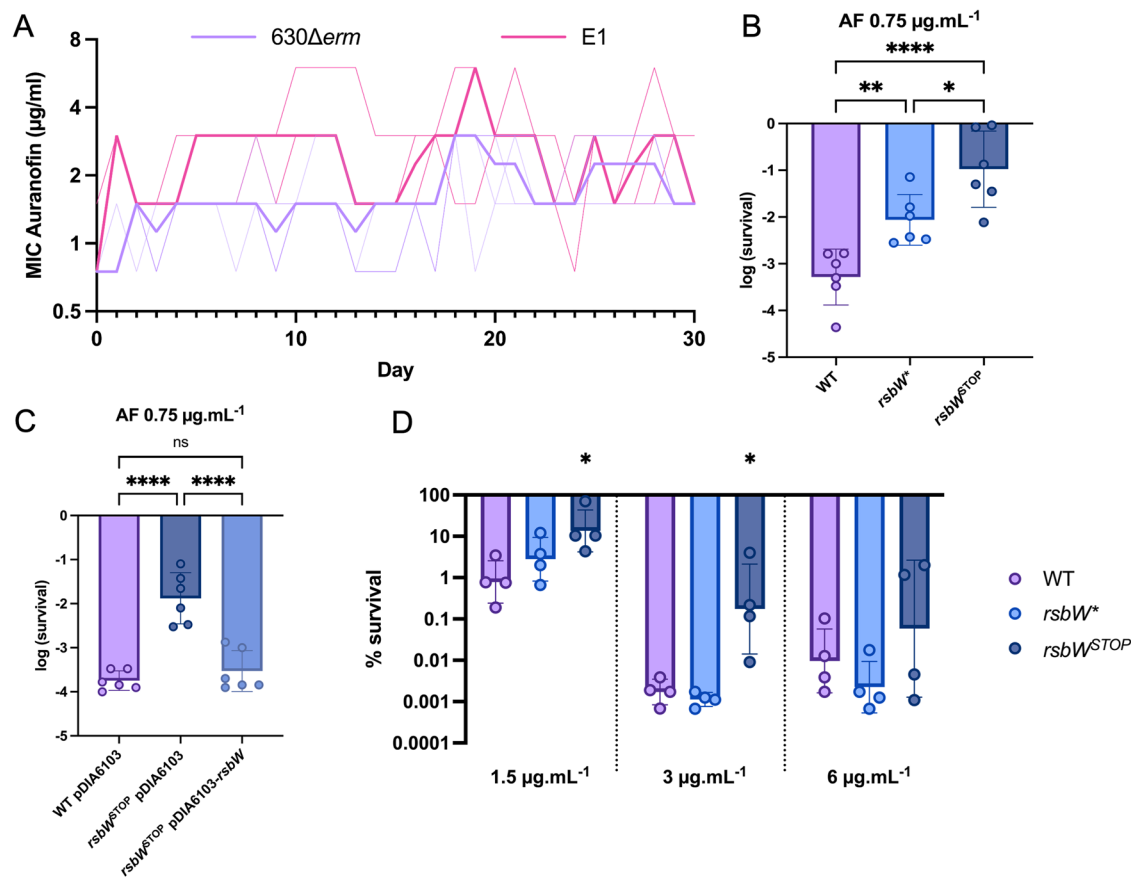 A
630Δerm
E1
MIC Auranofin (µg/ml)
8
4
2
1
0.5
0
10
20
30
Day
B
AF 0.75 µg.mL-1
****
**
*
log (survival)
0
-1
-2
-3
-4
-5
WT
rsbW*
rsbWSTOP
C
AF 0.75 µg.mL-1
ns
****
****
log (survival)
0
-1
-2
-3
-4
-5
WT pDIA6103
rsbWSTOP pDIA6103
rsbWSTOP pDIA6103-rsbW
D
*
*
% survival
100
10
1
0.1
0.01
0.001
0.0001
1.5 µg.mL-1
3 µg.mL-1
6 µg.mL-1
WT
rsbW*
rsbWSTOP